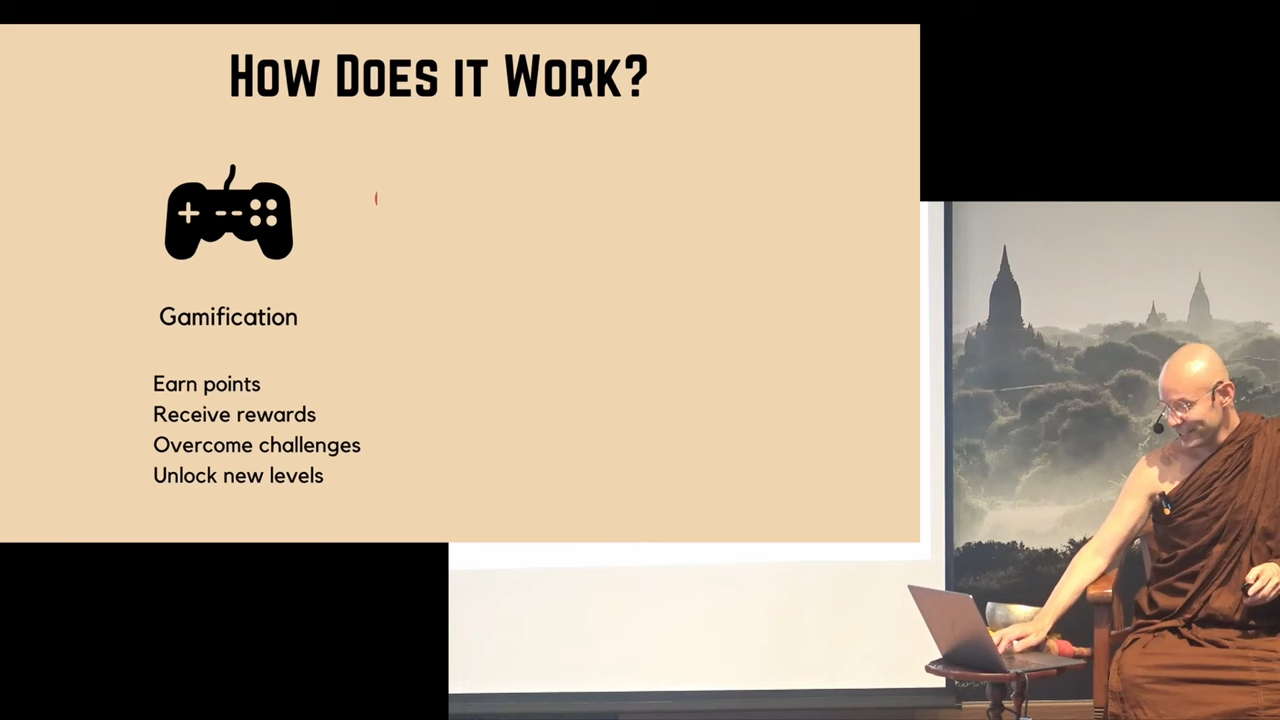 How Does it Work?
Gamification
Earn points
Receive rewards
Overcome challenges
Unlock new levels